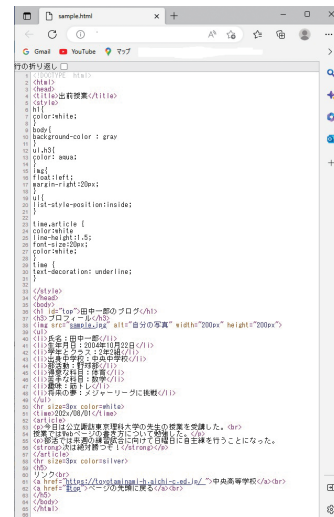 sample.html
Gmail YouTube マップ
行の折り返し
<!DOCTYPE html>
<html>
<head>
<title>出前授業</title>
<style>
h1{
color:white;
}
body{
background-color : gray
}
ul,h3{
color: aqua;
}
img{
float:left;
margin-right:20px;
}
ul{
list-style-position:inside;
}
time,article {
color:white
line-height:1.5;
font-size:20px;
color:white;
}
time {
text-decoration: underline;
}
</style>
</head>
<body>
<h1 id="top">田中一郎のブログ</h1>
<h3>プロフィール</h3>
<img src="sample.jpg" alt="自分の写真" width="200px" height="200px">
<ul>
<li>氏名:田中一郎</li>
<li>生年月日:2004年10月22日</li>
<li>学年とクラス:2年2組</li>
<li>出身中学校:中央中学校</li>
<li>部活動:野球部</li>
<li>得意な科目:体育</li>
<li>苦手な科目:数学</li>
<li>趣味:筋トレ</li>
<li>将来の夢:メジャーリーグに挑戦</li>
</ul>
<hr size=3px color=white>
<time>202x/08/01</time>
<article>
<p>今日は公立諏訪東京理科大学の先生の授業を受講した。<br>
授業ではWebページの書き方について勉強した。</p>
<p>部活では来週の練習試合に向けて日曜日に自主練を行うことになった。
<strong>次は絶対勝つぞ！</strong></p>
</article>
<hr size=3px color=silver>
<h5>
リンク<br>
<a href="https://toyotaminami-h.aichi-c.ed.jp/ ">中央高等学校</a><br>
<a href="#top">ページの先頭に戻る</a><br>
</h5>
</body>
</html>